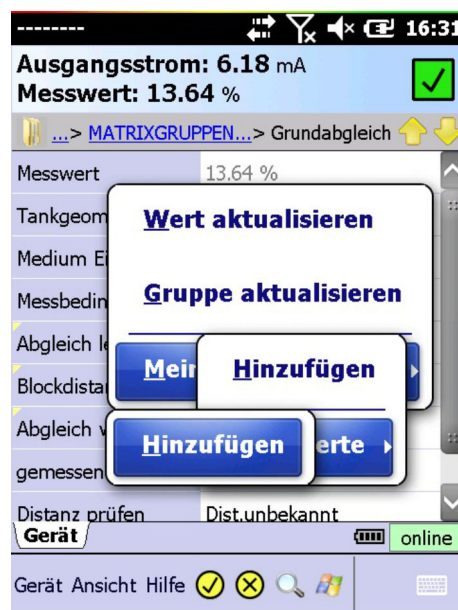 -------- 16:31
Ausgangsstrom: 6.18 mA
Messwert: 13.64 %
...> MATRIXGRUPPEN...> Grundabgleich
Messwert 13.64 %
Tankgeom
Wert aktualisieren
Medium Ei
Gruppe aktualisieren
Messbedin
Abgleich
Mein
Hinzufügen
Blockdista
Abgleich
Hinzufügen
erte
gemessen
Distanz prüfen Dist.unbekannt
Gerät online
Gerät Ansicht Hilfe